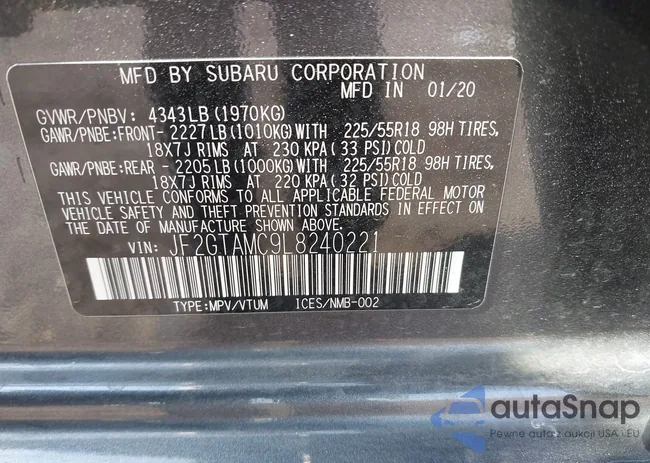 MFD BY SUBARU CORPORATION
MFD IN 01/20
GVWR/PNBV: 4343LB(1970KG)
GAWR/PNBE:FRONT- 2227LB(1010KG)WITH 225/55R18 98H TIRES,
18X7J RIMS AT 230 KPA(33 PSI)COLD
GAWR/PNBE:REAR - 2205LB(1000KG)WITH 225/55R18 98H TIRES,
18X7J RIMS AT 220 KPA(32 PSI)COLD
THIS VEHICLE CONFORMS TO ALL APPLICABLE FEDERAL MOTOR
VEHICLE SAFETY AND THEFT PREVENTION STANDARDS IN EFFECT ON
THE DATE OF MANUFACTURE SHOWN ABOVE.
VIN: JF2GTAMC9L8240221
TYPE:MPV/VTUM ICES/NMB-002
autaSnap
Pewne auta z aukcji USA i EU